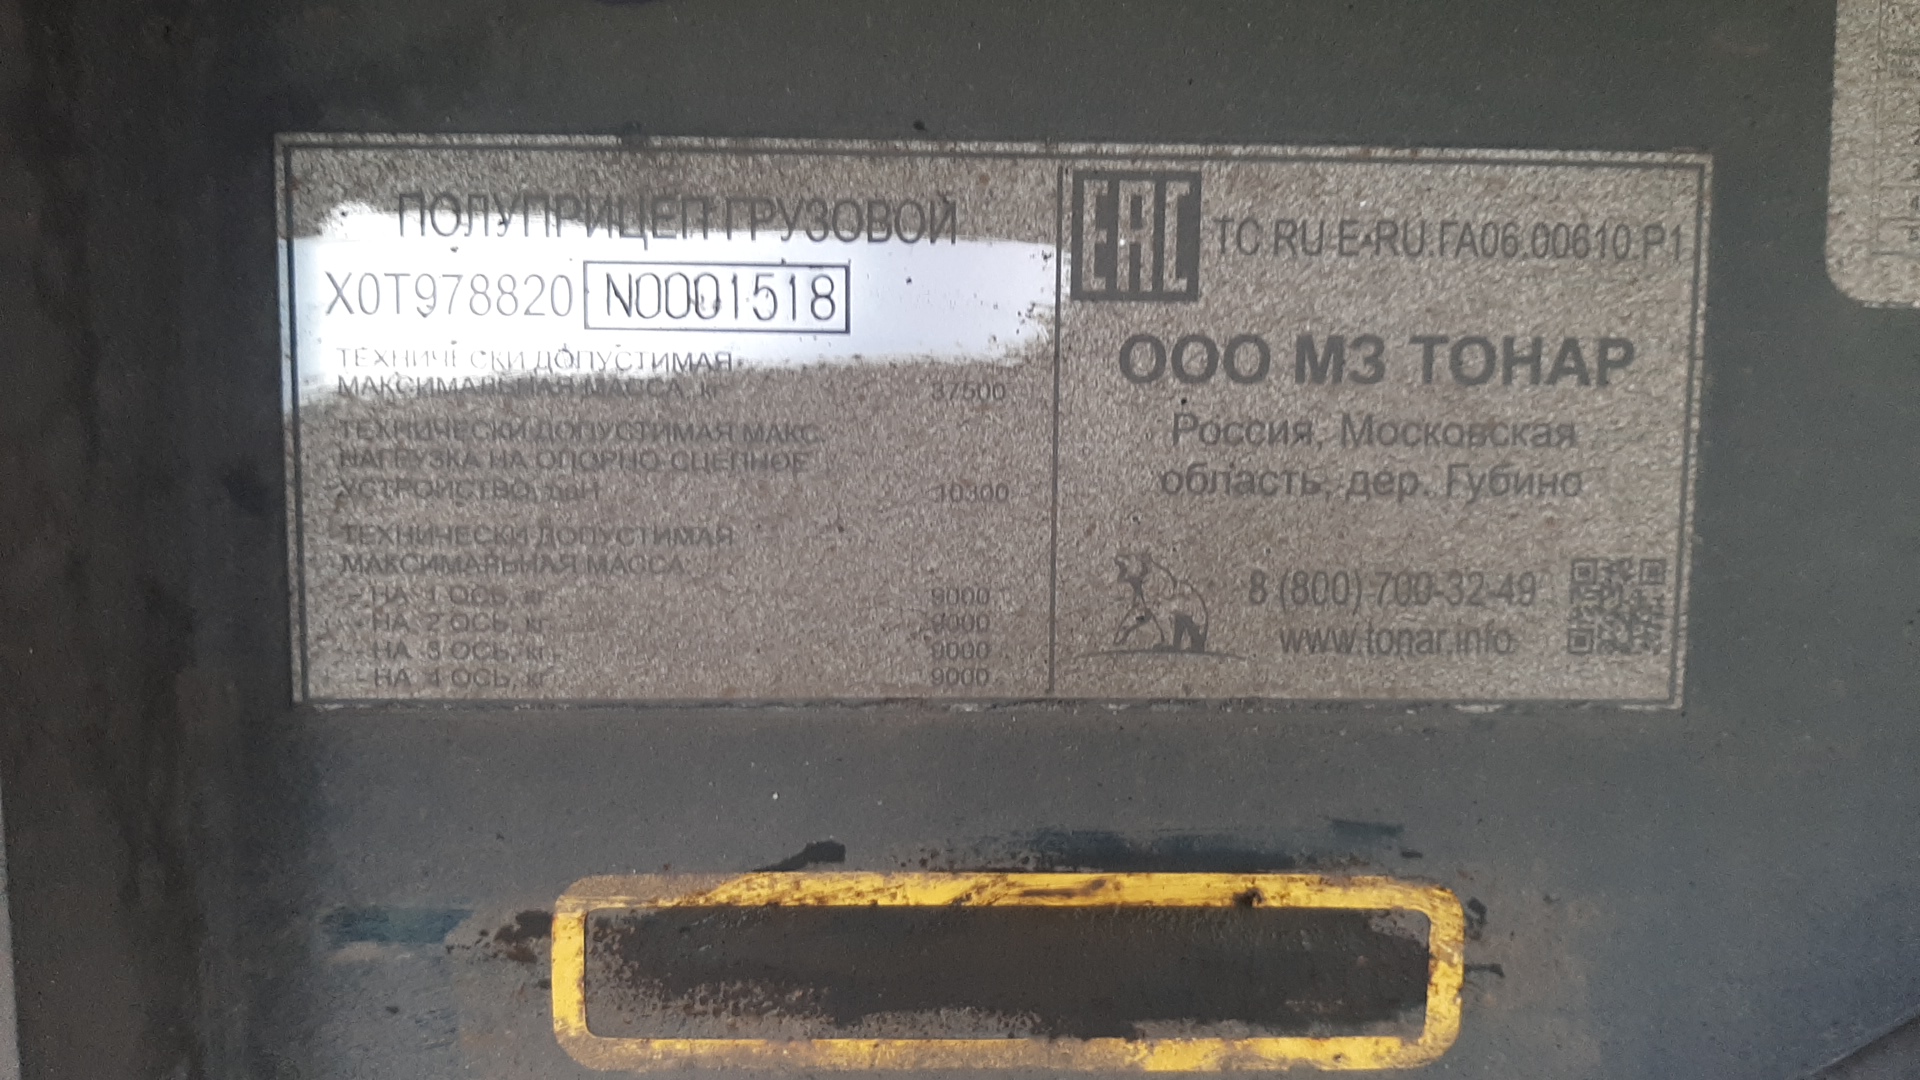 ПОЛУПРИЦЕП ГРУЗОВОЙ
X0T978820 N0001518
ТЕХНИЧЕСКИ ДОПУСТИМАЯ
МАКСИМАЛЬНАЯ МАССА, кг 37500
ТЕХНИЧЕСКИ ДОПУСТИМАЯ МАКС.
НАГРУЗКА НА ОПОРНО-СЦЕПНОЕ
УСТРОЙСТВО, даН 10300
ТЕХНИЧЕСКИ ДОПУСТИМАЯ
МАКСИМАЛЬНАЯ МАССА:
- НА 1 ОСЬ, кг 9000
- НА 2 ОСЬ, кг 9000
- НА 3 ОСЬ, кг 9000
- НА 4 ОСЬ, кг 9000
EAC ТС RU E-RU.ГА06.00610.P1
ООО МЗ ТОНАР
Россия, Московская
область, дер. Губино
8 (800) 700-32-49
www.tonar.info